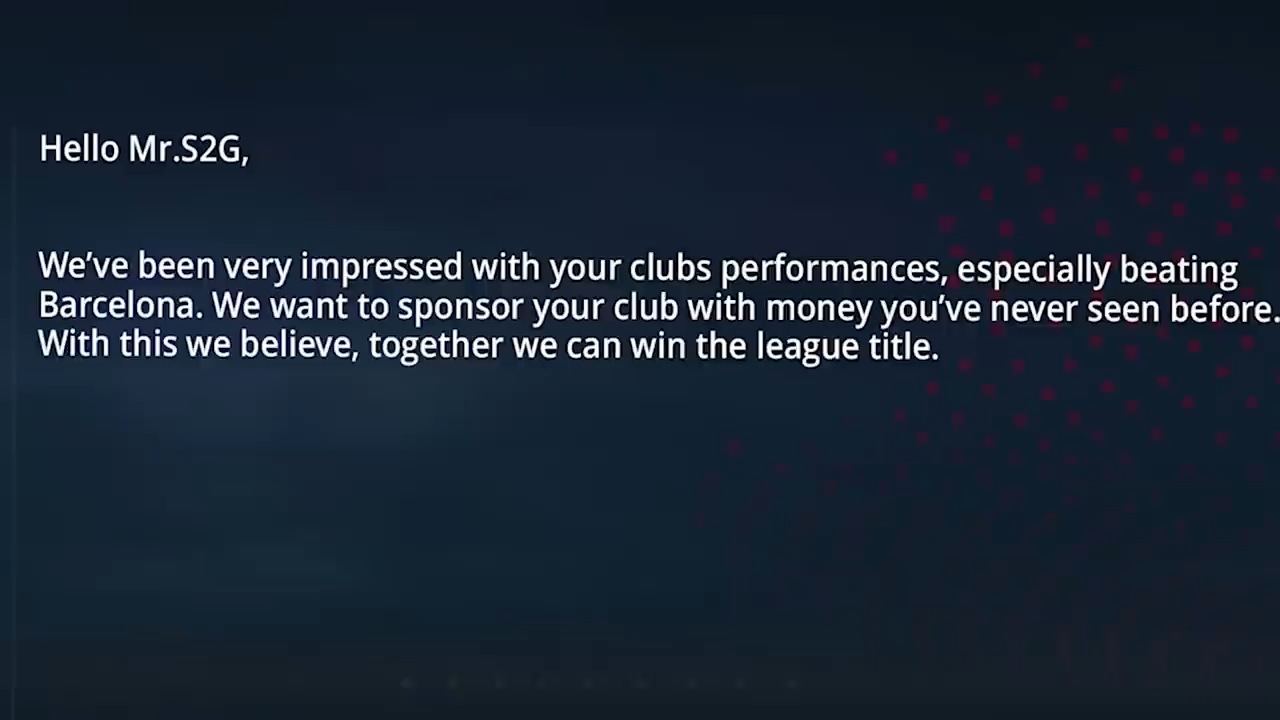 Hello Mr.S2G,
We’ve been very impressed with your clubs performances, especially beating
Barcelona. We want to sponsor your club with money you’ve never seen before.
With this we believe, together we can win the league title.